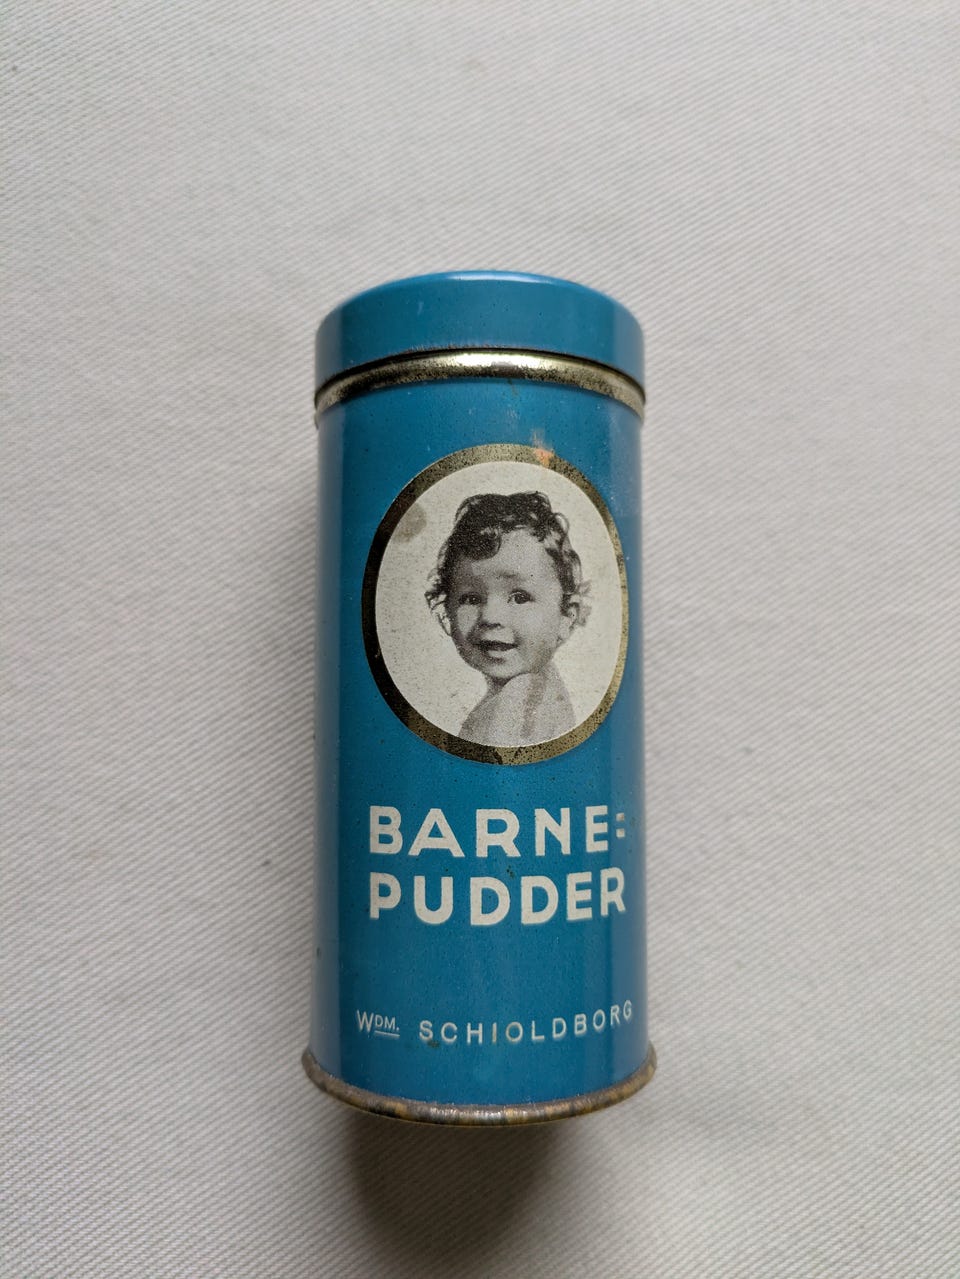 BARNE=
PUDDER
WDM. SCHIOLDBORG